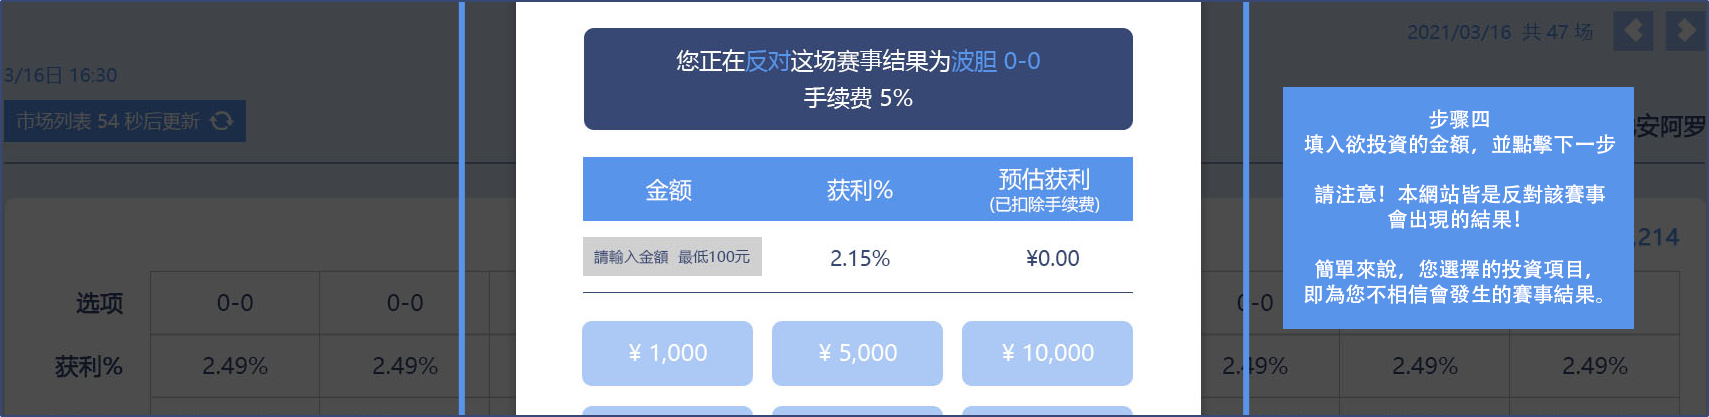 2021/03/16 共 47 场
3/16日 16:30
市场列表 54 秒后更新
您正在反对这场赛事结果为波胆 0-0
手续费 5%
金额 获利% 预估获利
(已扣除手续费)
請輸入金額 最低100元 2.15% ¥0.00
¥ 1,000 ¥ 5,000 ¥ 10,000
步骤四
填入欲投資的金額，並點擊下一步
請注意！本網站皆是反對該賽事
會出現的結果！
簡單來說，您選擇的投資項目，
即為您不相信會發生的賽事結果。
安阿罗
.214
选项 0-0 0-0 0-0
获利% 2.49% 2.49% 2.49% 2.49% 2.49%